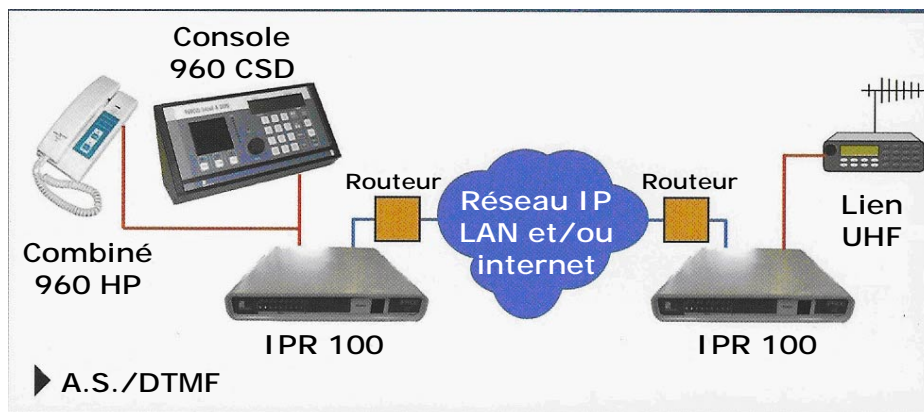 Console
960 CSD
Routeur
Routeur
Réseau IP
LAN et/ou
internet
Lien
UHF
Combiné
960 HP
IPR 100
IPR 100
A.S./DTMF